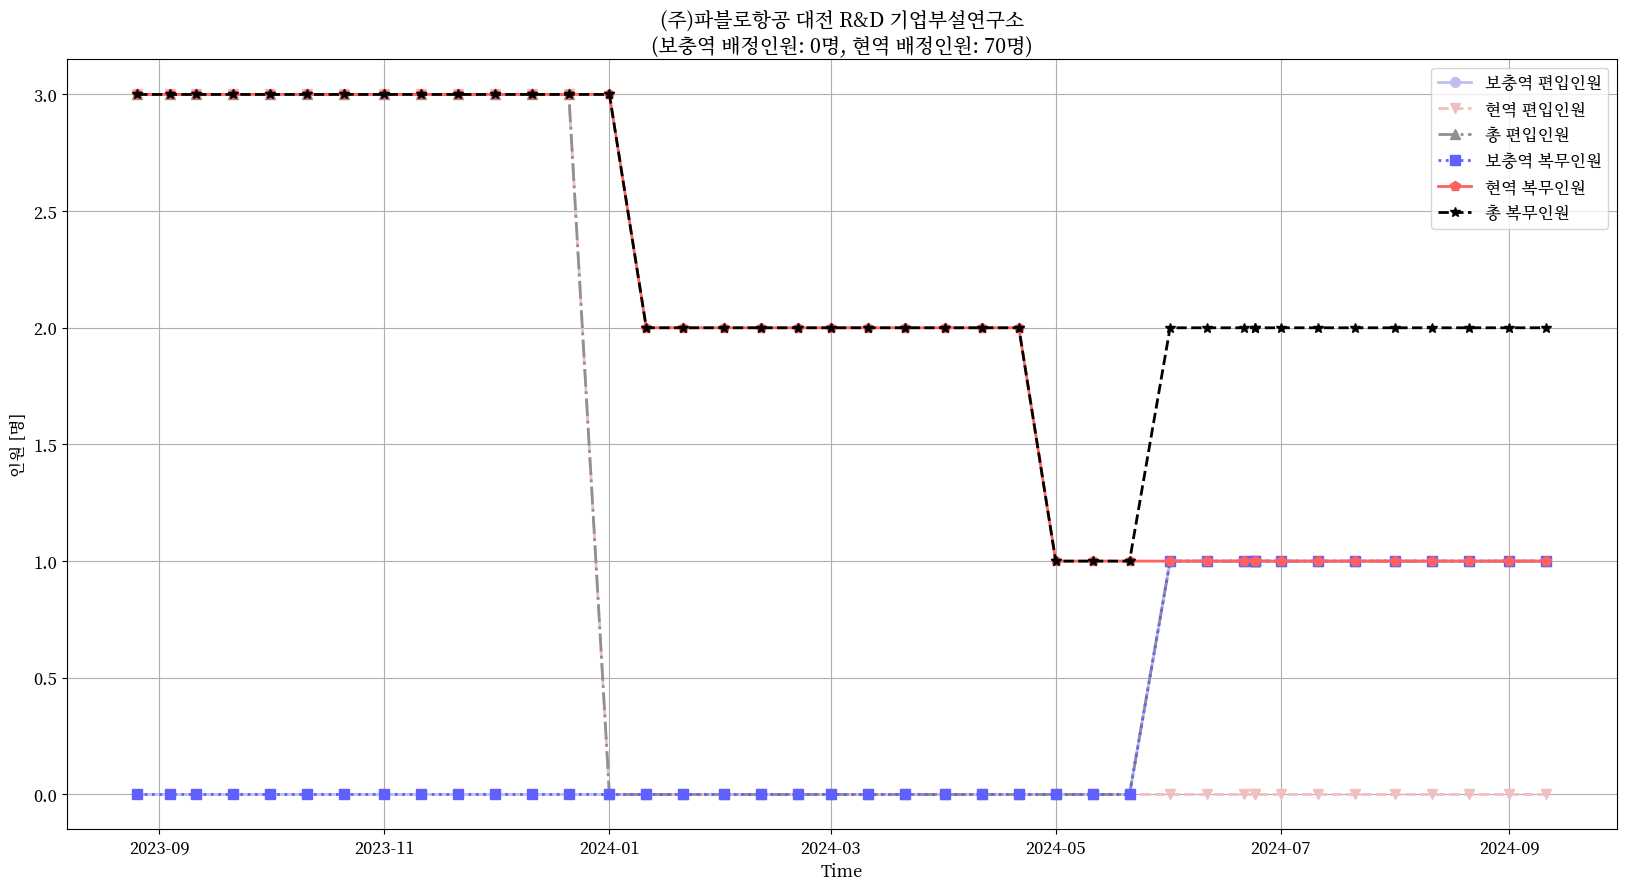 (주)파블로항공 대전 R&D 기업부설연구소
(보충역 배정인원: 0명, 현역 배정인원: 70명)
보충역 편입인원
현역 편입인원
총 편입인원
보충역 복무인원
현역 복무인원
총 복무인원
3.0
2.5
2.0
1.5
1.0
0.5
0.0
인원 [명]
2023-09
2023-11
2024-01
2024-03
2024-05
2024-07
2024-09
Time